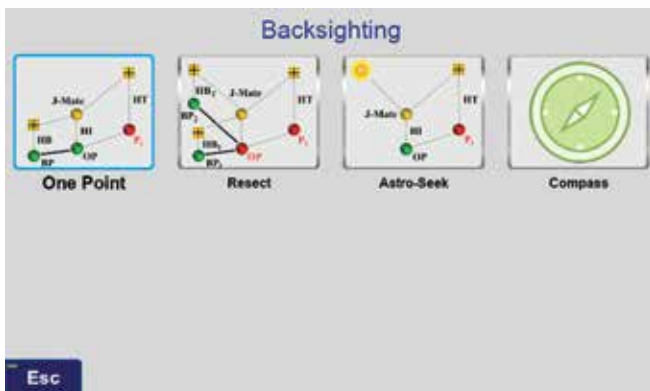 Backsighting
J-Mate
HT
HB
HI
BP
OP
P₁
HB₂
J-Mate
HT
BP₂
HB₁
OP
P₁
BP₁
J-Mate
HT
HI
OP
P₁
One Point
Resect
Astro-Seek
Compass
Esc